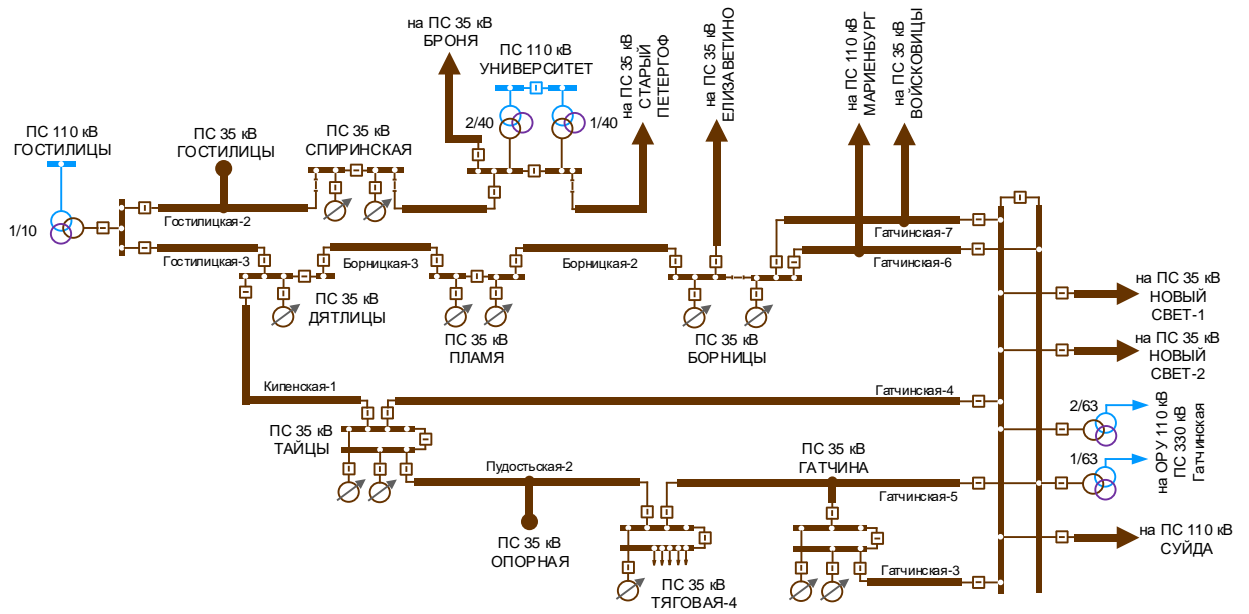 на ПС 35 кВ
БРОНЯ
ПС 110 кВ
УНИВЕРСИТЕТ
на ПС 35 кВ
СТАРЫЙ
ПЕТЕРГОФ
на ПС 35 кВ
ЕЛИЗАВЕТИНО
на ПС 110 кВ
МАРИЕНБУРГ
на ПС 35 кВ
ВОЙСКОВИЦЫ
2/40
1/40
ПС 110 кВ
ГОСТИЛИЦЫ
ПС 35 кВ
ГОСТИЛИЦЫ
ПС 35 кВ
СПИРИНСКАЯ
1/10
Гостилицкая-2
Гатчинская-7
Гостилицкая-3
Борницкая-3
Борницкая-2
Гатчинская-6
ПС 35 кВ
ДЯТЛИЦЫ
ПС 35 кВ
ПЛАМЯ
ПС 35 кВ
БОРНИЦЫ
на ПС 35 кВ
НОВЫЙ
СВЕТ-1
на ПС 35 кВ
НОВЫЙ
СВЕТ-2
Кипенская-1
Гатчинская-4
2/63
1/63
на ОРУ 110 кВ
ПС 330 кВ
Гатчинская
ПС 35 кВ
ТАЙЦЫ
Пудостьская-2
ПС 35 кВ
ГАТЧИНА
Гатчинская-5
ПС 35 кВ
ОПОРНАЯ
на ПС 110 кВ
СУЙДА
ПС 35 кВ
ТЯГОВАЯ-4
Гатчинская-3